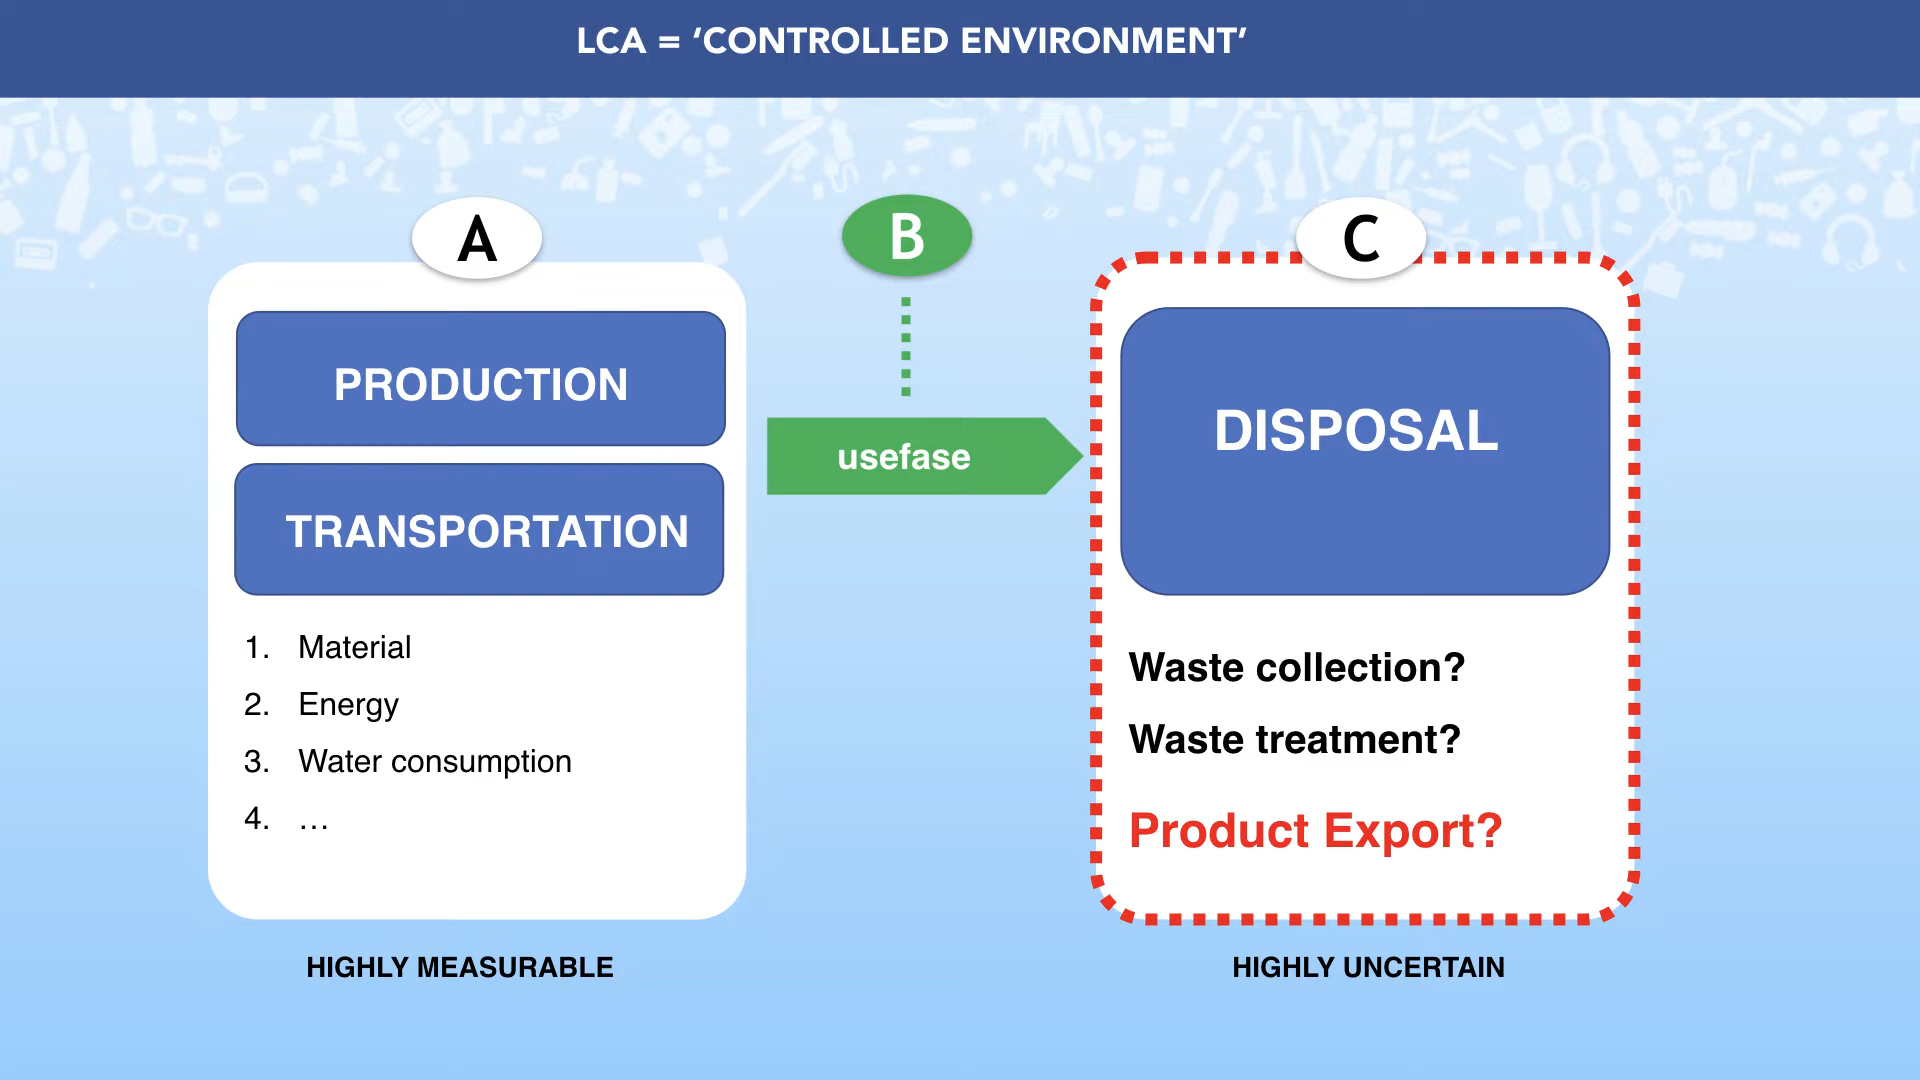 LCA = ‘CONTROLLED ENVIRONMENT’
A
PRODUCTION
TRANSPORTATION
1. Material
2. Energy
3. Water consumption
4. …
HIGHLY MEASURABLE
B
usefase
C
DISPOSAL
Waste collection?
Waste treatment?
Product Export?
HIGHLY UNCERTAIN